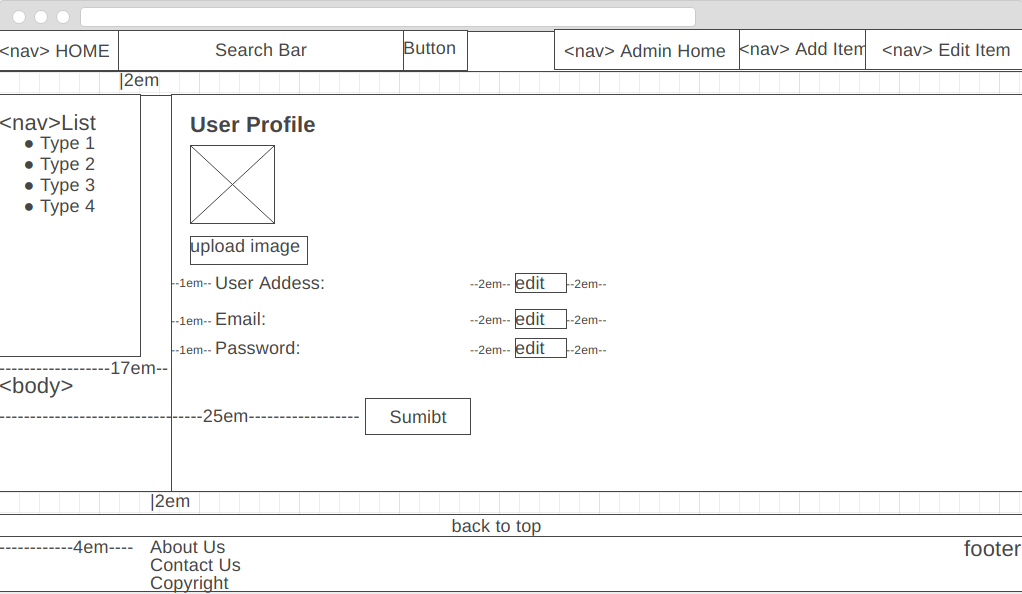 <nav> HOME
Search Bar
Button
<nav> Admin Home
<nav> Add Item
<nav> Edit Item
|2em
<nav>List
● Type 1
● Type 2
● Type 3
● Type 4
User Profile
upload image
--1em-- User Addess: --2em-- edit --2em--
--1em-- Email: --2em-- edit --2em--
--1em-- Password: --2em-- edit --2em--
-------------------17em--
<body>
----------------------------25em---------------
Sumibt
|2em
back to top
------------4em----
About Us
Contact Us
Copyright
footer